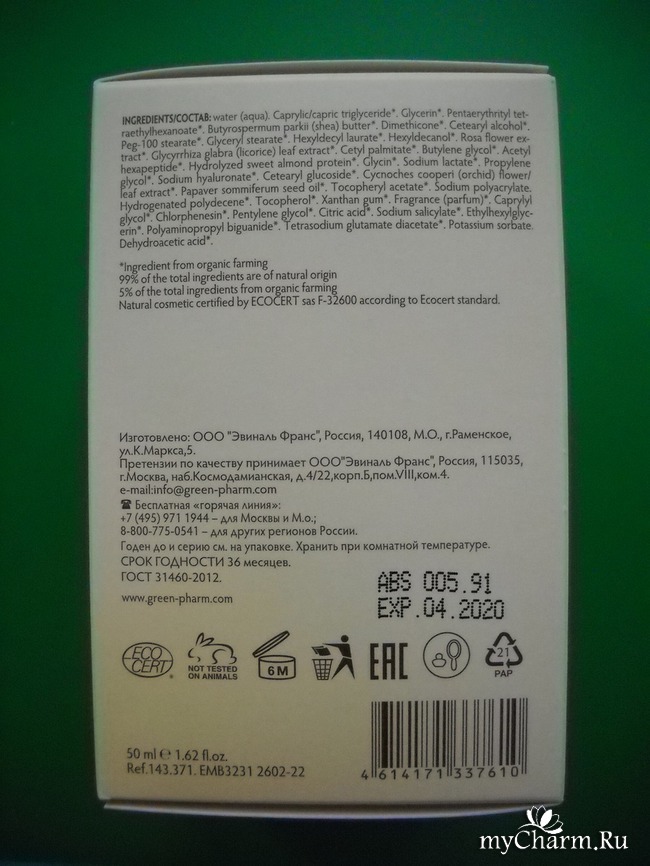 INGREDIENTS/СОСТАВ: water (aqua). Caprylic/capric triglyceride*. Glycerin*. Pentaerythrityl tet-
raethylhexanoate*. Butyrospermum parkii (shea) butter*. Dimethicone*. Cetearyl alcohol*.
Peg-100 stearate*. Glyceryl stearate*. Hexyldecyl laurate*. Hexyldecanol*. Rosa flower ex-
tract*. Glycyrrhiza glabra (licorice) leaf extract*. Cetyl palmitate*. Butylene glycol*. Acetyl
hexapeptide*. Hydrolyzed sweet almond protein*. Glycin*. Sodium lactate*. Propylene
glycol*. Sodium hyaluronate*. Cetearyl glucoside*. Cycnoches cooperi (orchid) flower/
leaf extract*. Papaver sommiferum seed oil*. Tocopheryl acetate*. Sodium polyacrylate.
Hydrogenated polydecene*. Tocopherol*. Xanthan gum*. Fragrance (parfum)*. Caprylyl
glycol*. Chlorphenesin*. Pentylene glycol*. Citric acid*. Sodium salicylate*. Ethylhexylglyc-
erin*. Polyaminopropyl biguanide*. Tetrasodium glutamate diacetate*. Potassium sorbate.
Dehydroacetic acid*.
*Ingredient from organic farming
99% of the total ingredients are of natural origin
5% of the total ingredients from organic farming
Natural cosmetic certified by ECOCERT sas F-32600 according to Ecocert standard.
Изготовлено: ООО "Эвиналь Франс", Россия, 140108, М.О., г.Раменское,
ул.К.Маркса,5.
Претензии по качеству принимает ООО"Эвиналь Франс", Россия, 115035,
г.Москва, наб.Космодамианская, д.4/22,корп.Б,пом.VIII,ком.4.
e-mail:info@green-pharm.com
☎ Бесплатная «горячая линия»:
+7 (495) 971 1944 – для Москвы и М.о.;
8-800-775-0541 – для других регионов России.
Годен до и серию см. на упаковке. Хранить при комнатной температуре.
СРОК ГОДНОСТИ 36 месяцев.
ГОСТ 31460-2012.
www.green-pharm.com
ABS 005.91
EXP.04.2020
ECO
CERT
®
NOT TESTED
ON ANIMALS
6M
EAC
21
PAP
50 ml ℮ 1.62 fl.oz.
Ref.143.371. EMB3231 2602-22
4 614171 337610
myCharm.Ru